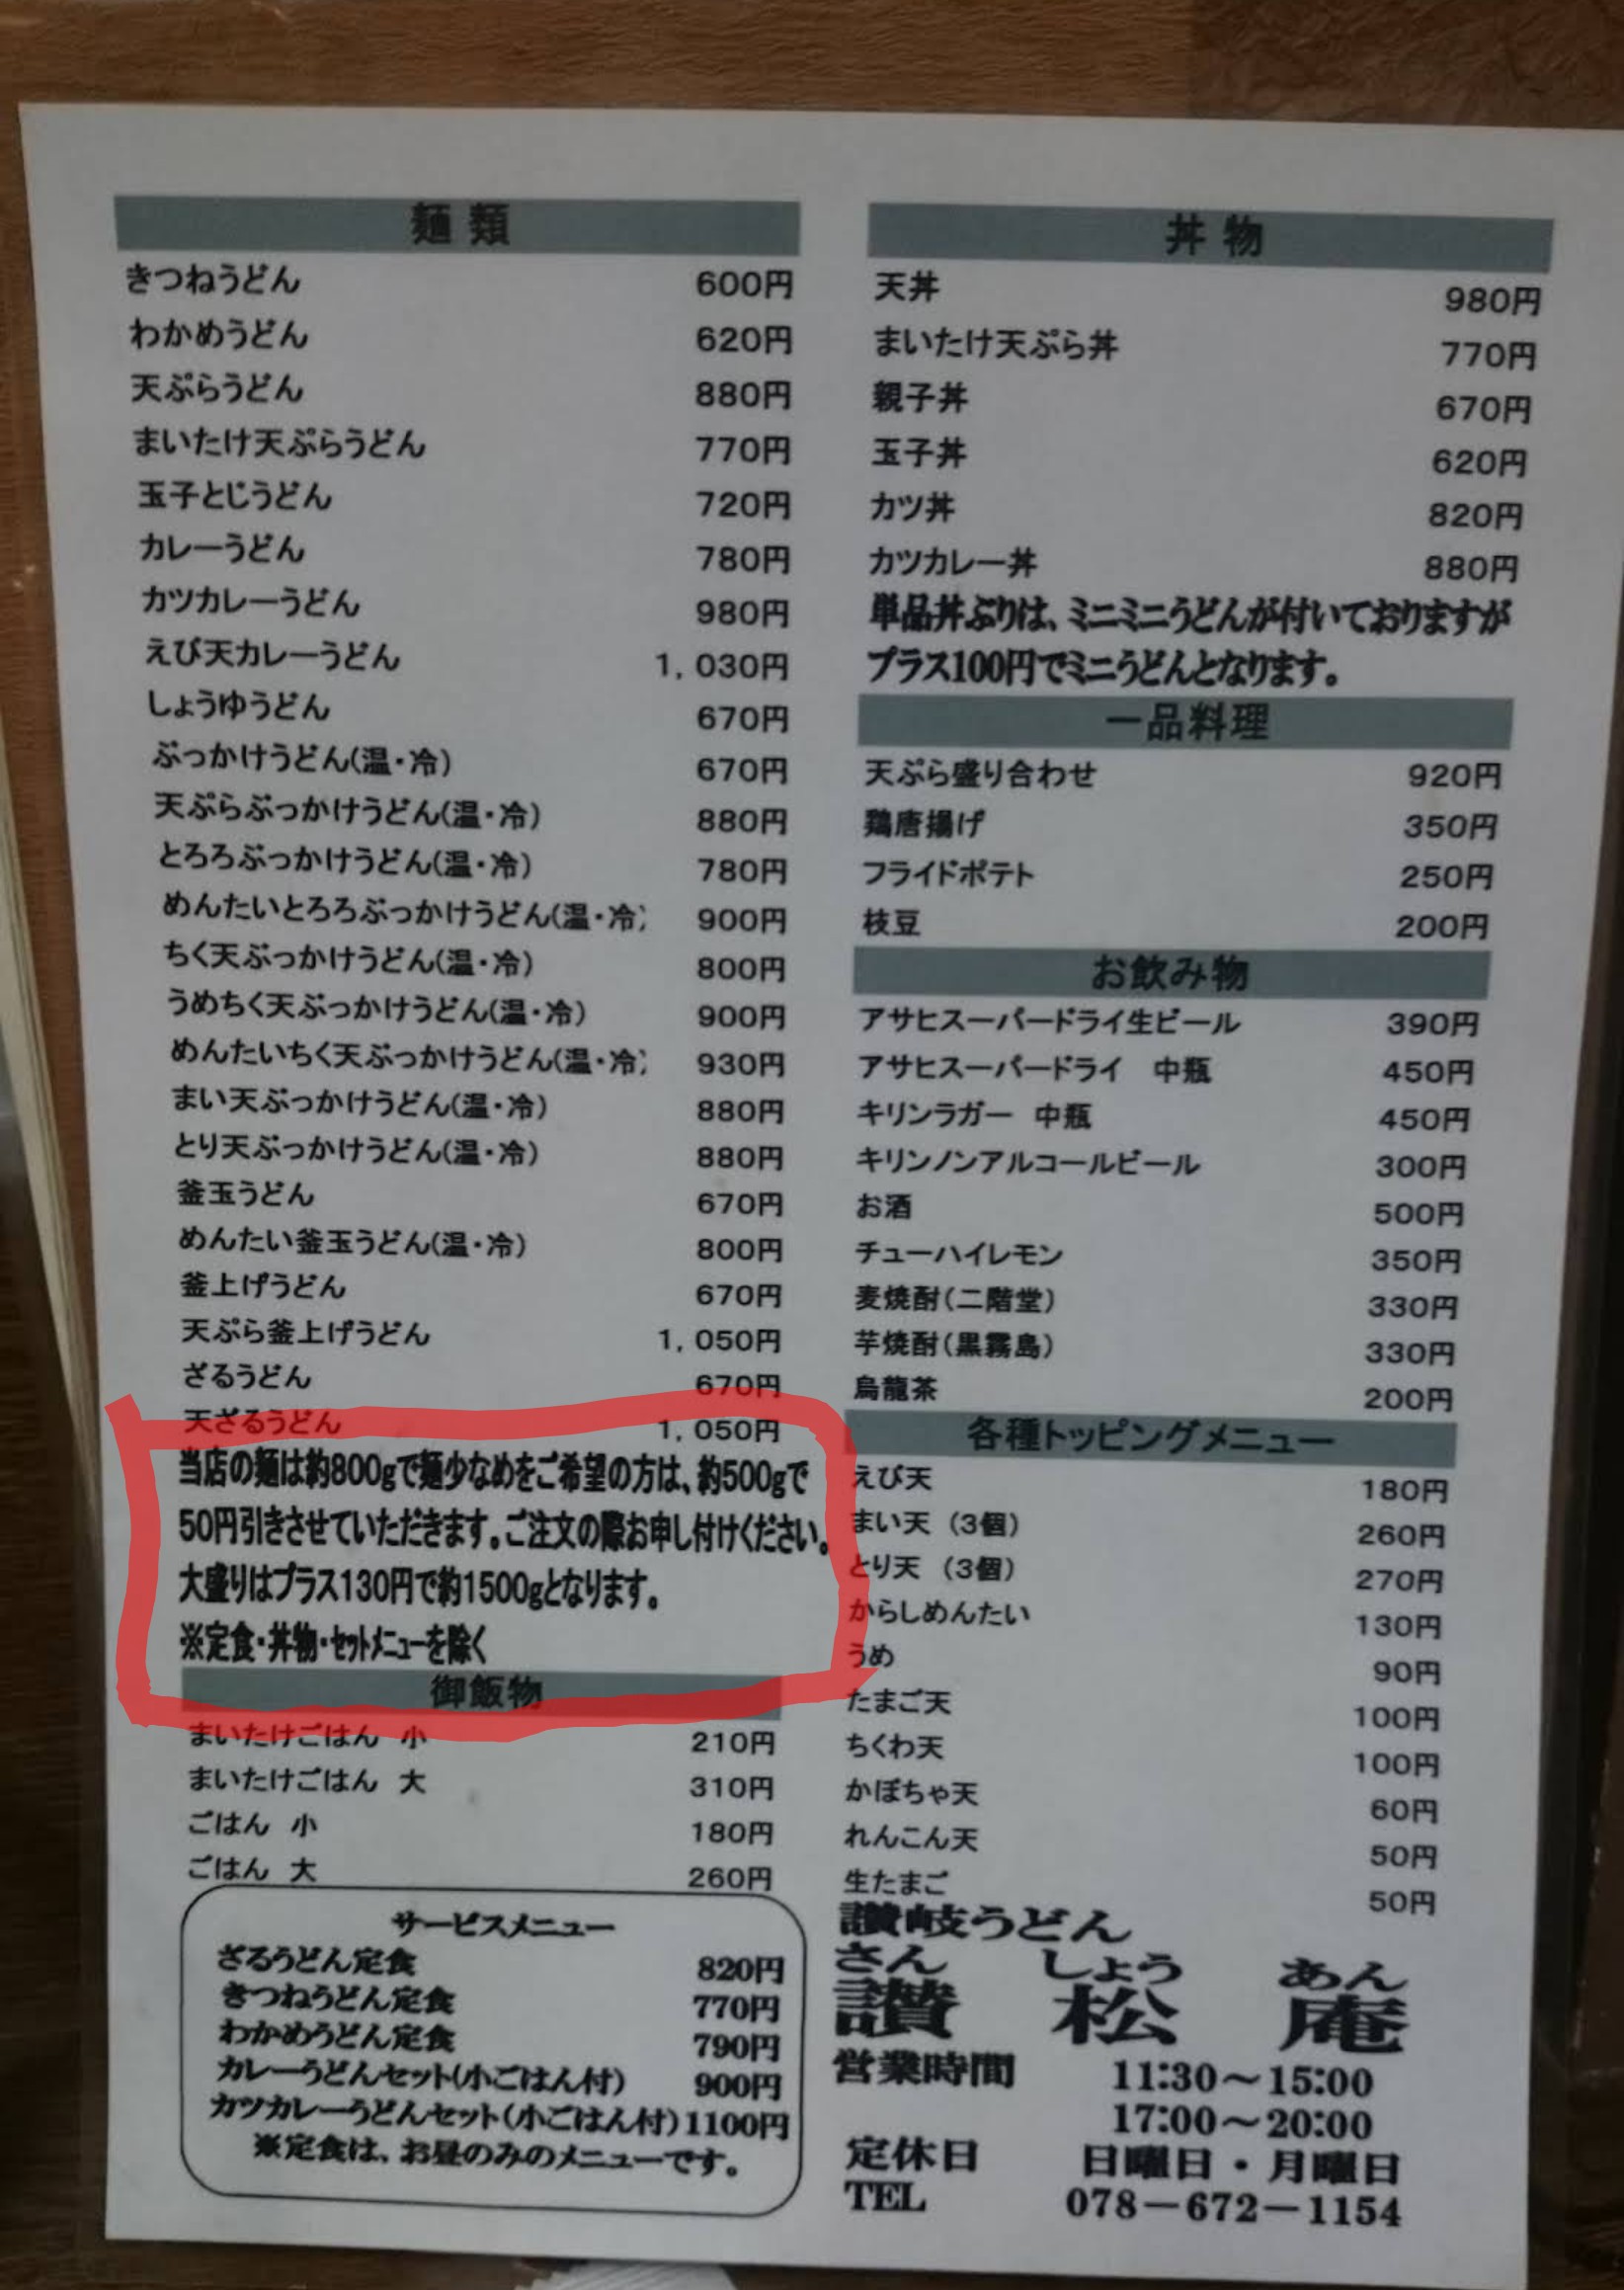 麺 類
きつねうどん 600円
わかめうどん 620円
天ぷらうどん 880円
まいたけ天ぷらうどん 770円
玉子とじうどん 720円
カレーうどん 780円
カツカレーうどん 980円
えび天カレーうどん 1,030円
しょうゆうどん 670円
ぶっかけうどん(温・冷) 670円
天ぷらぶっかけうどん(温・冷) 880円
とろろぶっかけうどん(温・冷) 780円
めんたいとろろぶっかけうどん(温・冷) 900円
ちく天ぶっかけうどん(温・冷) 800円
うめちく天ぶっかけうどん(温・冷) 900円
めんたいちく天ぶっかけうどん(温・冷) 930円
まい天ぶっかけうどん(温・冷) 880円
とり天ぶっかけうどん(温・冷) 880円
釜玉うどん 670円
めんたい釜玉うどん(温・冷) 800円
釜上げうどん 670円
天ぷら釜上げうどん 1,050円
ざるうどん 670円
天ざるうどん 1,050円
当店の麺は約800gで麺少なめをご希望の方は、約500gで
50円引きさせていただきます。ご注文の際お申し付けください。
大盛りはプラス130円で約1500gとなります。
※定食・丼物・セットメニューを除く
御飯物
まいたけごはん 小 210円
まいたけごはん 大 310円
ごはん 小 180円
ごはん 大 260円
サービスメニュー
ざるうどん定食 820円
きつねうどん定食 770円
わかめうどん定食 790円
カレーうどんセット(小ごはん付) 900円
カツカレーうどんセット(小ごはん付) 1100円
※定食は、お昼のみのメニューです。
丼 物
天丼 980円
まいたけ天ぷら丼 770円
親子丼 670円
玉子丼 620円
カツ丼 820円
カツカレー丼 880円
単品丼ぶりは、ミニミニうどんが付いておりますが
プラス100円でミニうどんとなります。
一品料理
天ぷら盛り合わせ 920円
鶏唐揚げ 350円
フライドポテト 250円
枝豆 200円
お飲み物
アサヒスーパードライ生ビール 390円
アサヒスーパードライ 中瓶 450円
キリンラガー 中瓶 450円
キリンノンアルコールビール 300円
お酒 500円
チューハイレモン 350円
麦焼酎(二階堂) 330円
芋焼酎(黒霧島) 330円
烏龍茶 200円
各種トッピングメニュー
えび天 180円
まい天 (3個) 260円
とり天 (3個) 270円
からしめんたい 130円
うめ 90円
たまご天 100円
ちくわ天 100円
かぼちゃ天 60円
れんこん天 50円
生たまご 50円
讃岐うどん
さん しょう あん
讃 松 庵
営業時間 11:30～15:00
17:00～20:00
定休日 日曜日・月曜日
TEL 078－672－1154